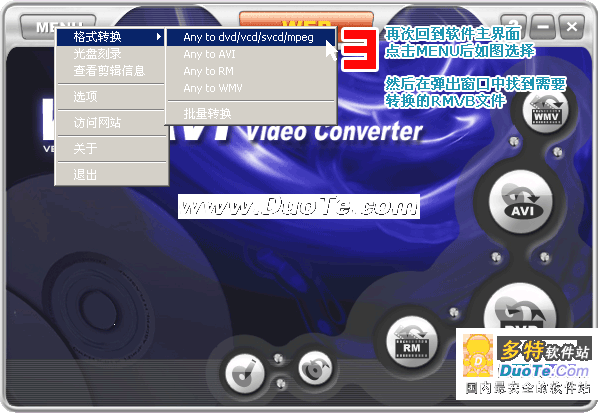 MENU
WEB
?
格式转换
光盘刻录
查看剪辑信息
选项
访问网站
关于
退出
Any to dvd/vcd/svcd/mpeg
Any to AVI
Any to RM
Any to WMV
批量转换
3
再次回到软件主界面
点击MENU后如图选择
然后在弹出窗口中找到需要
转换的RMVB文件
AVI
Video Converter
www.DuoTe.com
WMV
AVI
DVD
RM
多特软件站
DuoTe.Com
国内最安全的软件站